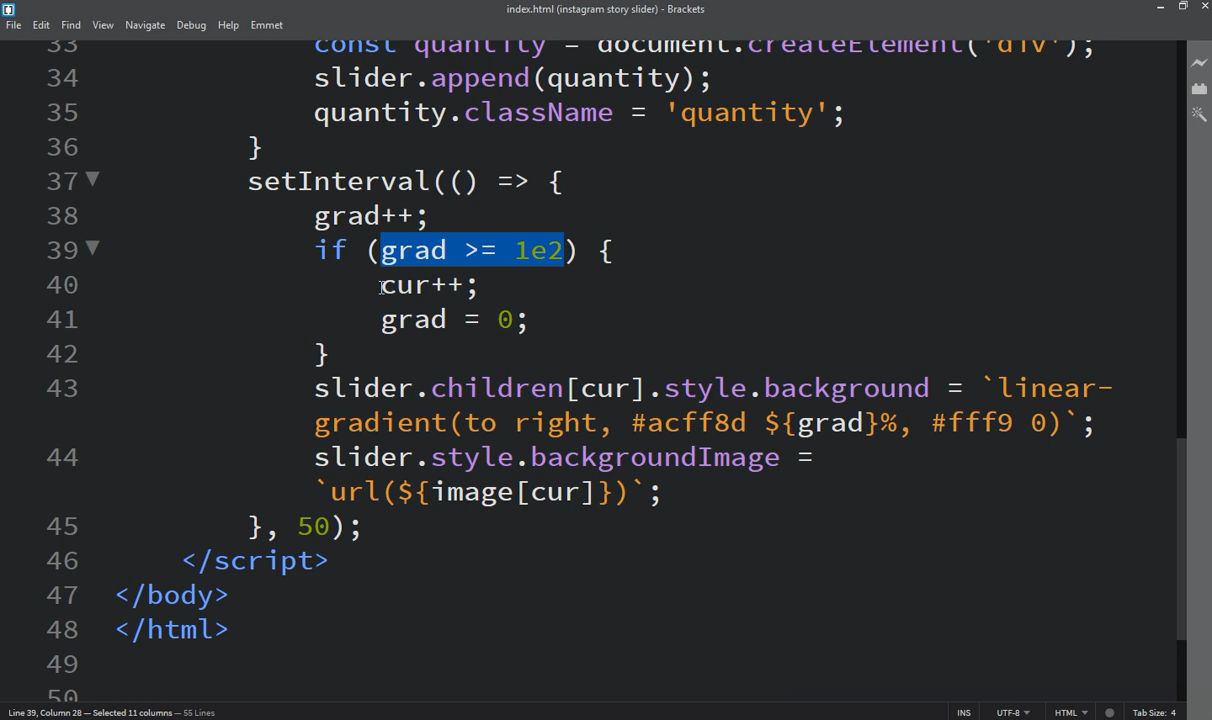 index.html (instagram story slider) - Brackets
File Edit Find View Navigate Debug Help Emmet
33 const quantity = document.createElement('div');
34 slider.append(quantity);
35 quantity.className = 'quantity';
36 }
37 setInterval(() => {
38 grad++;
39 if (grad >= 1e2) {
40 cur++;
41 grad = 0;
42 }
43 slider.children[cur].style.background = `linear-
gradient(to right, #acff8d ${grad}%, #fff9 0)`;
44 slider.style.backgroundImage =
`url(${image[cur]})`;
45 }, 50);
46 </script>
47 </body>
48 </html>
49
50
Line 39, Column 28 — Selected 11 columns — 55 Lines INS UTF-8 HTML Tab Size: 4